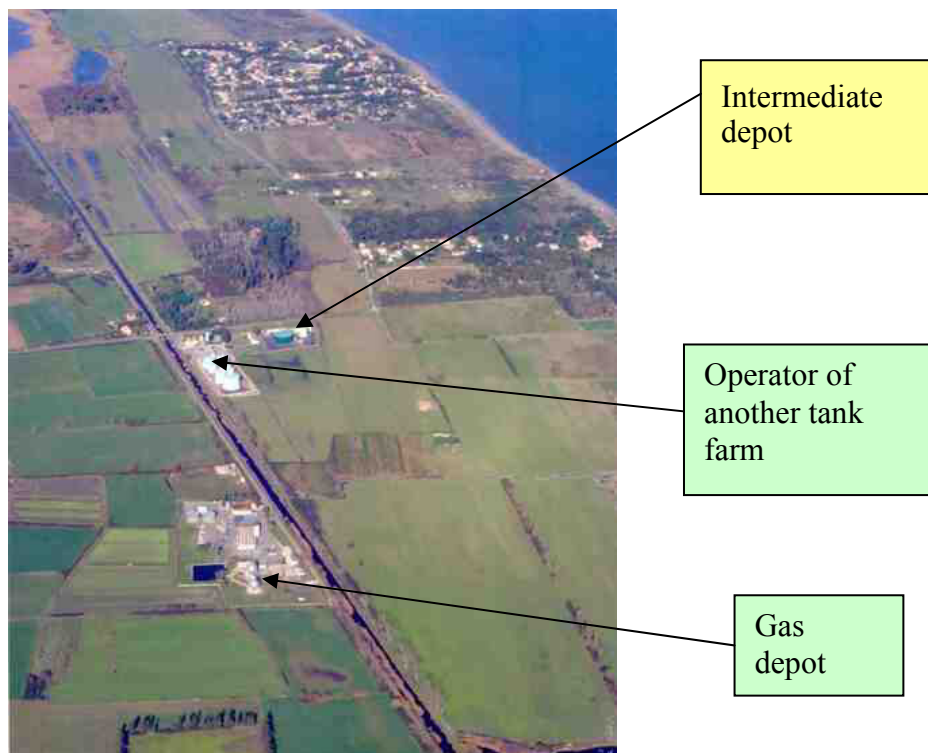 Intermediate
depot
Operator of
another tank
farm
Gas
depot